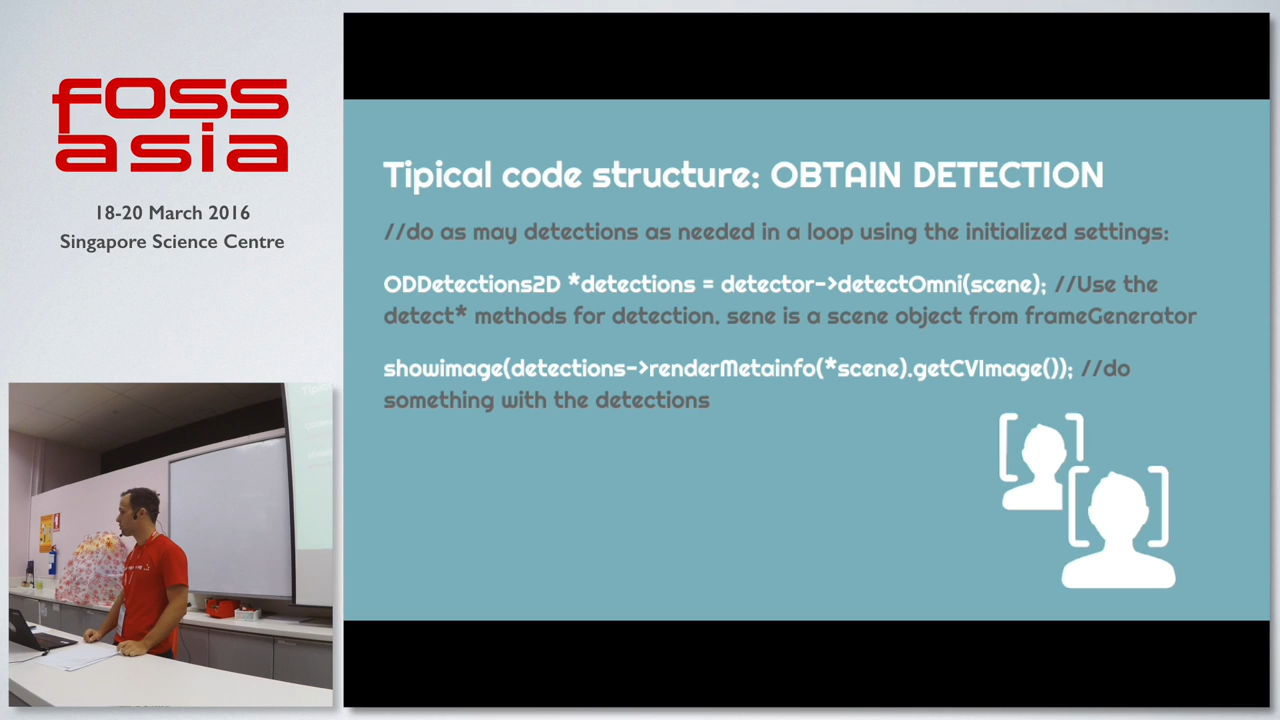 foss
asia
18-20 March 2016
Singapore Science Centre
Tipical code structure: OBTAIN DETECTION
//do as may detections as needed in a loop using the initialized settings:
ODDetections2D *detections = detector->detectOmni(scene); //Use the
detect* methods for detection. sene is a scene object from frameGenerator
showimage(detections->renderMetainfo(*scene).getCVImage()); //do
something with the detections